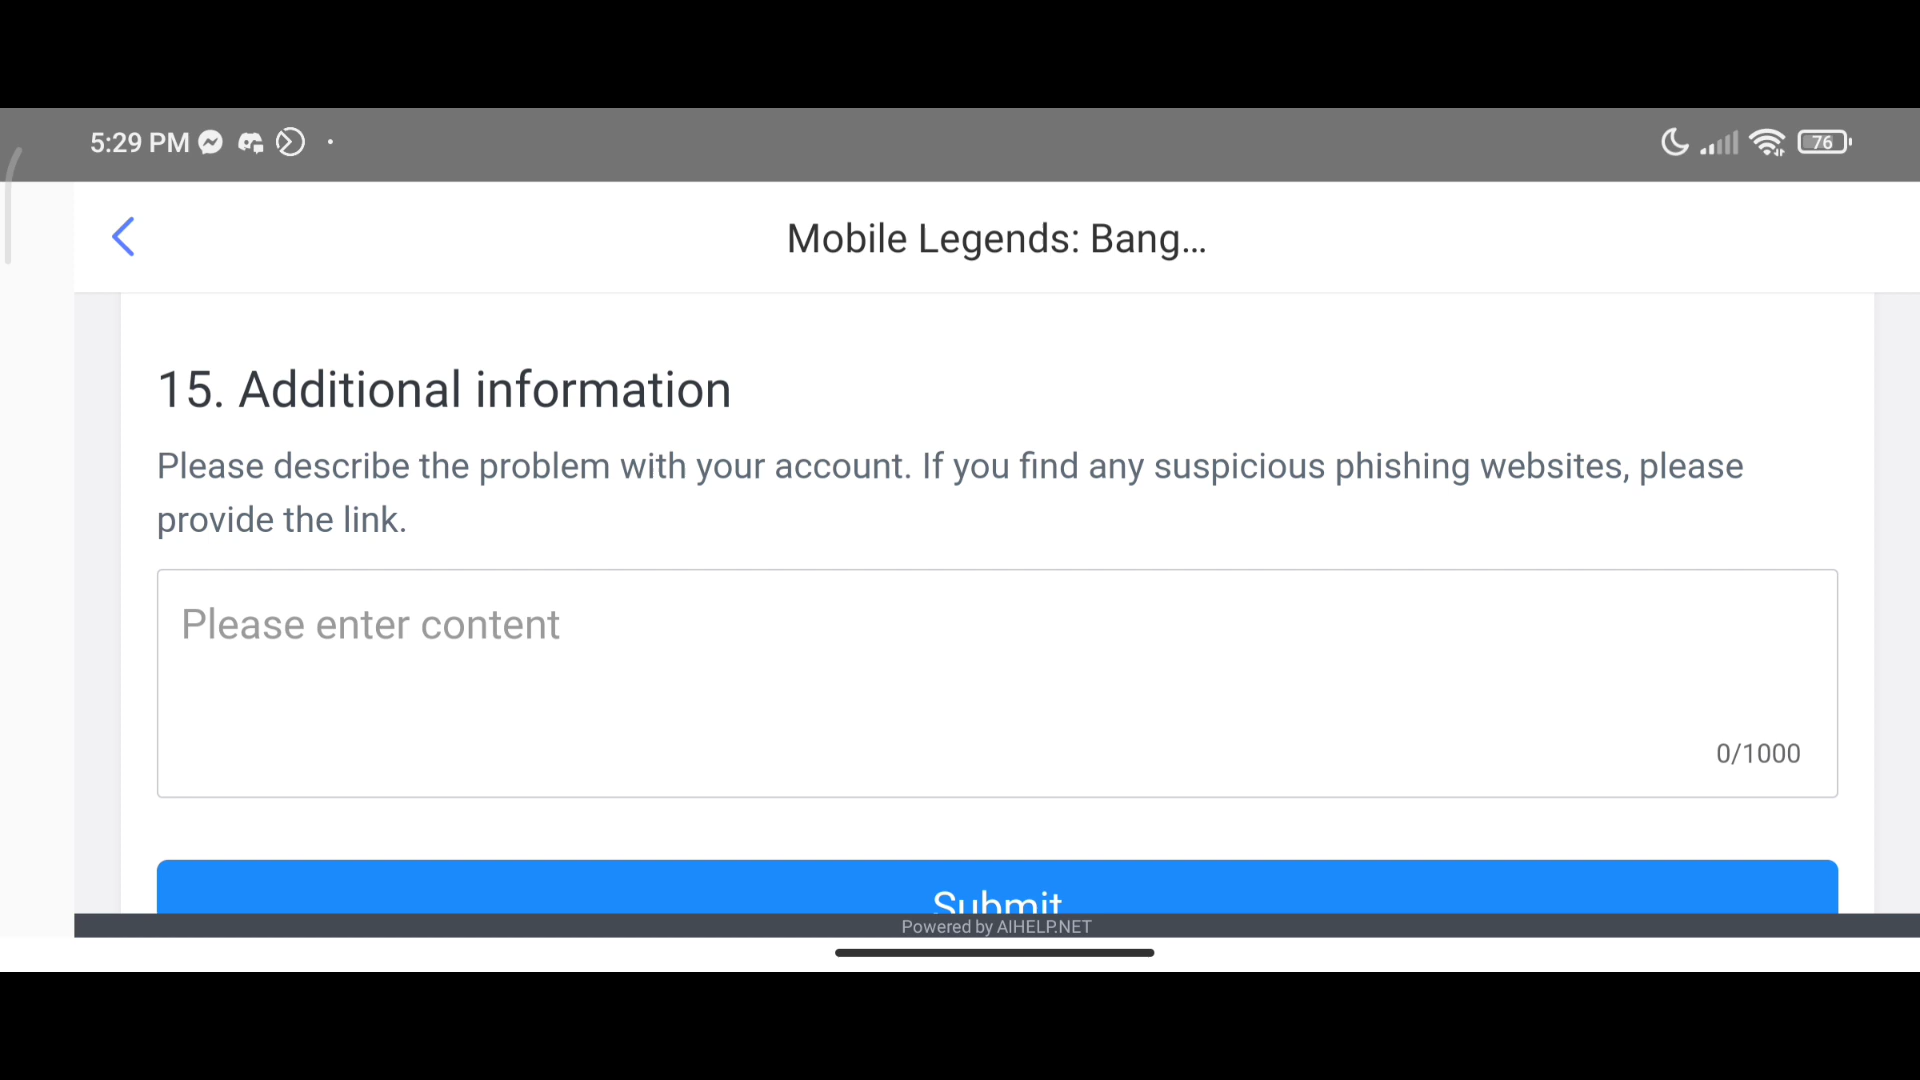 5:29 PM
76
Mobile Legends: Bang...
15. Additional information
Please describe the problem with your account. If you find any suspicious phishing websites, please
provide the link.
Please enter content
0/1000
Submit
Powered by AIHELP.NET